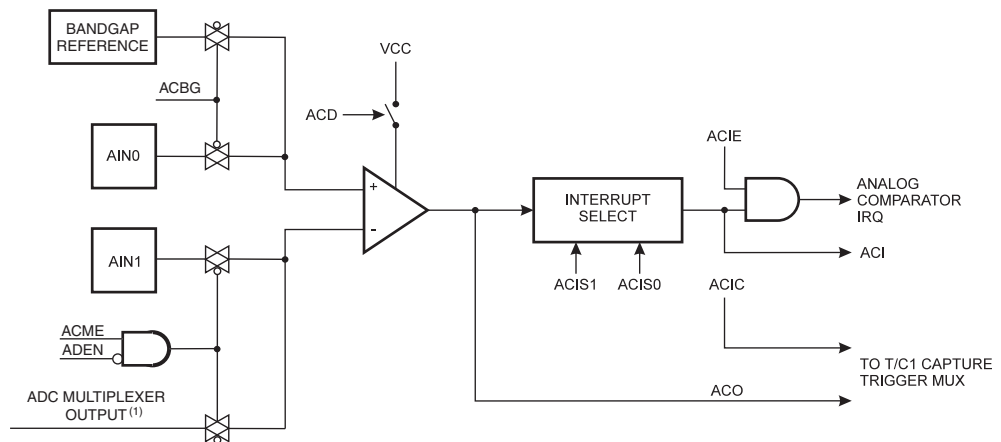 BANDGAP
REFERENCE
VCC
ACBG
ACD
AIN0
ACIE
+
INTERRUPT
SELECT
ANALOG
COMPARATOR
IRQ
-
AIN1
ACI
ACIS1 ACIS0 ACIC
ACME
ADEN
TO T/C1 CAPTURE
TRIGGER MUX
ADC MULTIPLEXER
OUTPUT (1)
ACO